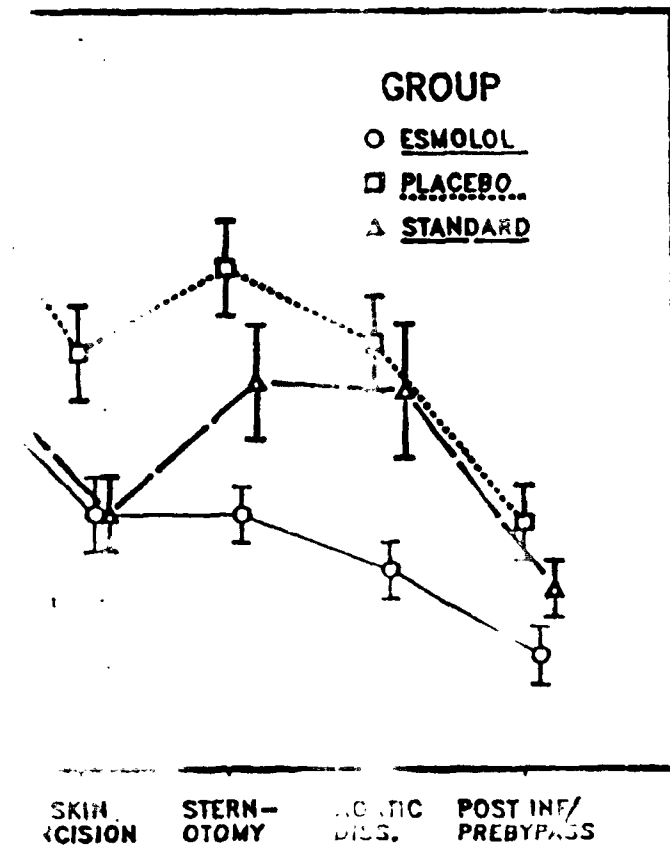 GROUP
ESMOLOL
PLACEBO
STANDARD
SKIN
STERN-
POST INF/
OTOMY
PREBYPASS